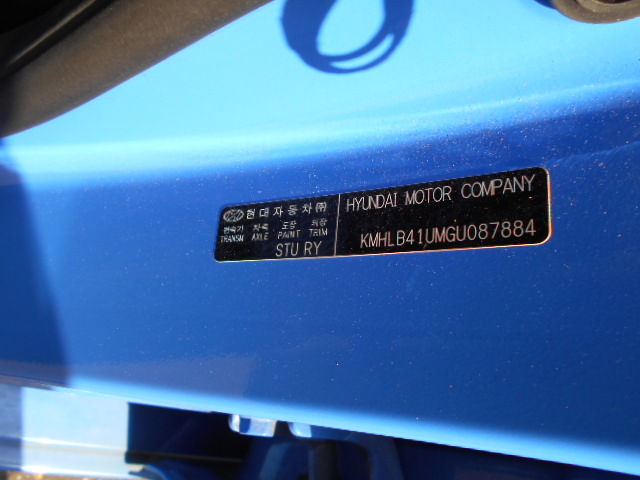 현대자동차㈜
HYUNDAI MOTOR COMPANY
변속기 차축 도장 외장
TRANSM AXLE PAINT TRIM
STU RY
KMHLB41UMGU087884